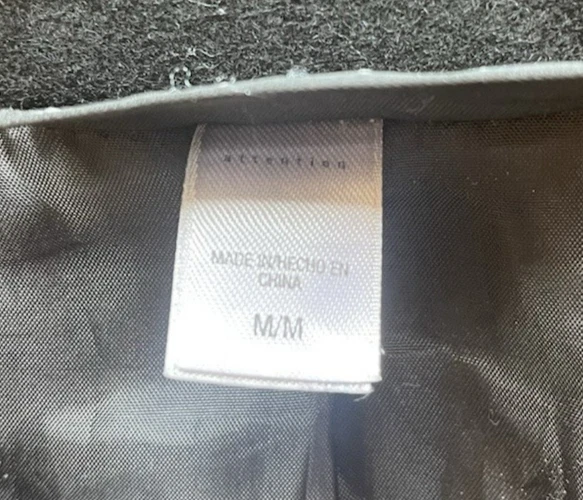 attention
MADE IN/HECHO EN
CHINA
M/M